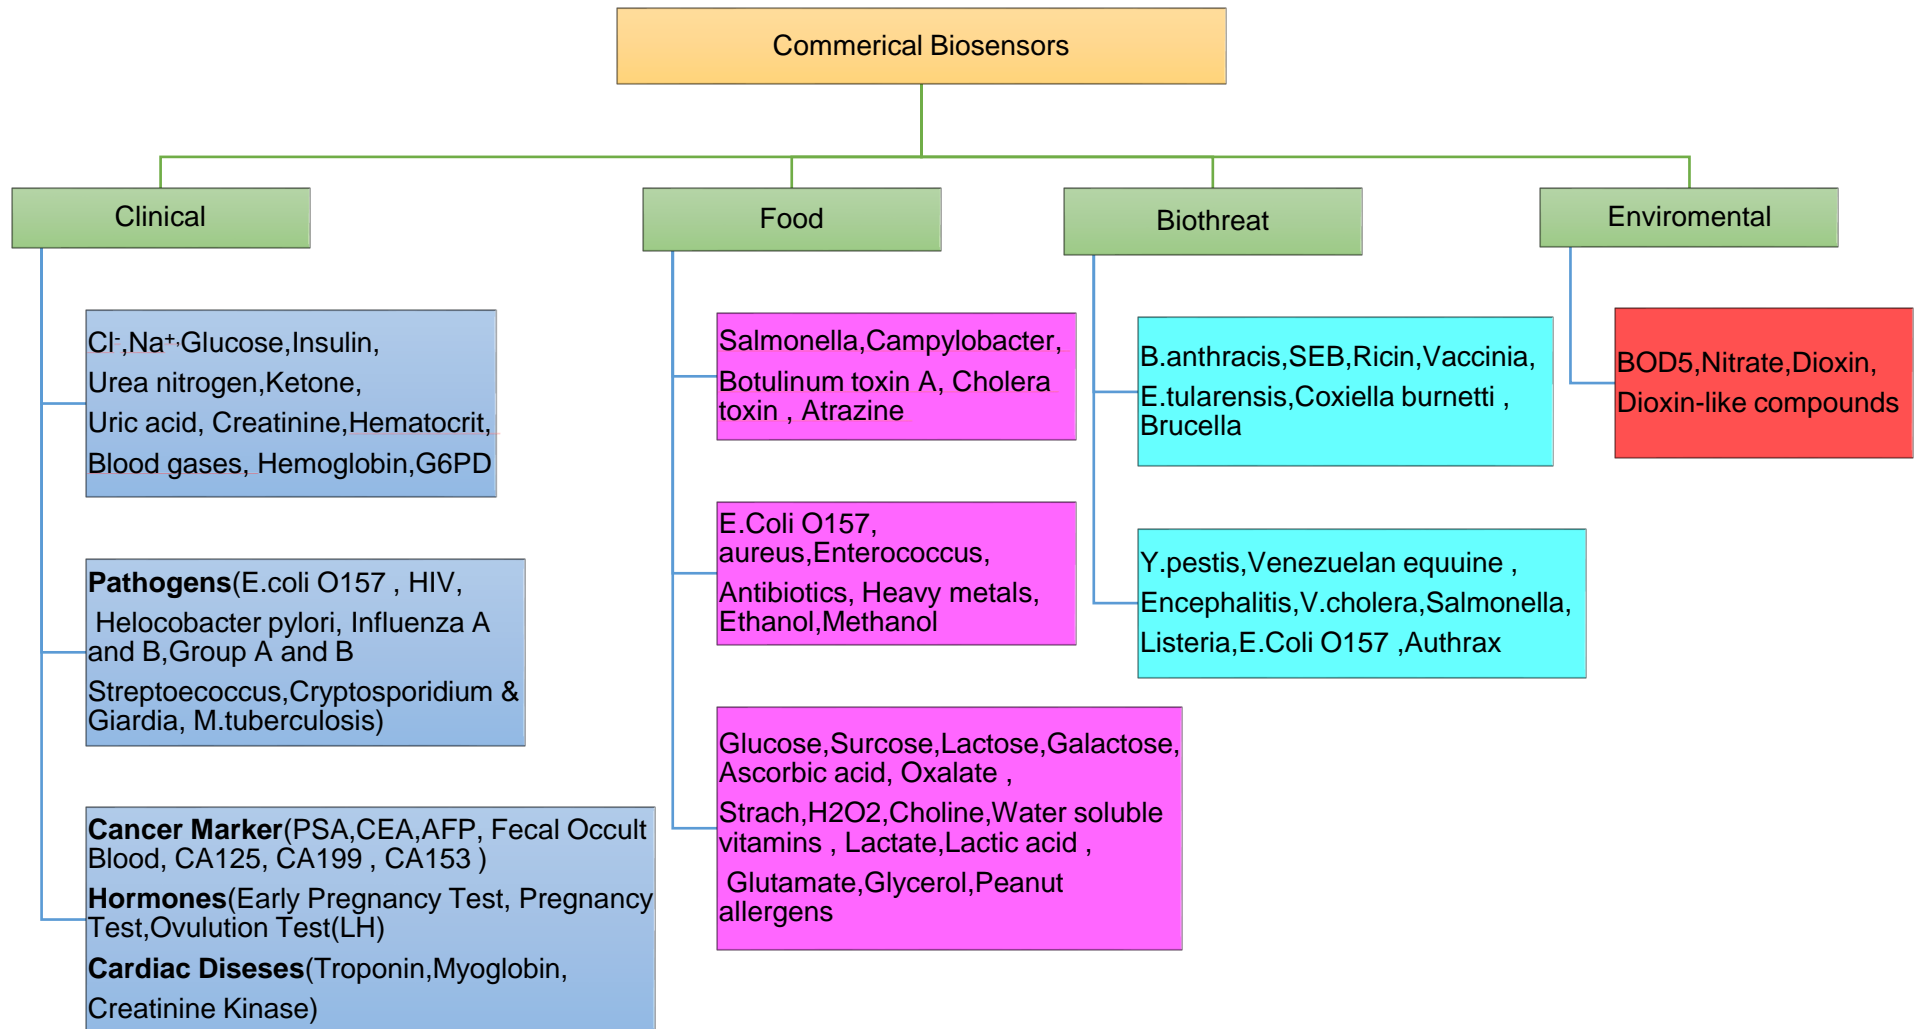 Commerical Biosensors
Clinical
Food
Biothreat
Enviromental
Cl-,Na+,Glucose,Insulin,
Urea nitrogen,Ketone,
Uric acid, Creatinine,Hematocrit,
Blood gases, Hemoglobin,G6PD
Pathogens(E.coli O157 , HIV,
Helocobacter pylori, Influenza A
and B,Group A and B
Streptoecoccus,Cryptosporidium &
Giardia, M.tuberculosis)
Cancer Marker(PSA,CEA,AFP, Fecal Occult
Blood, CA125, CA199 , CA153 )
Hormones(Early Pregnancy Test, Pregnancy
Test,Ovulution Test(LH)
Cardiac Diseses(Troponin,Myoglobin,
Creatinine Kinase)
Salmonella,Campylobacter,
Botulinum toxin A, Cholera
toxin , Atrazine
E.Coli O157,
aureus,Enterococcus,
Antibiotics, Heavy metals,
Ethanol,Methanol
Glucose,Surcose,Lactose,Galactose,
Ascorbic acid, Oxalate ,
Strach,H2O2,Choline,Water soluble
vitamins , Lactate,Lactic acid ,
Glutamate,Glycerol,Peanut
allergens
B.anthracis,SEB,Ricin,Vaccinia,
E.tularensis,Coxiella burnetti ,
Brucella
Y.pestis,Venezuelan equuine ,
Encephalitis,V.cholera,Salmonella,
Listeria,E.Coli O157 ,Authrax
BOD5,Nitrate,Dioxin,
Dioxin-like compounds